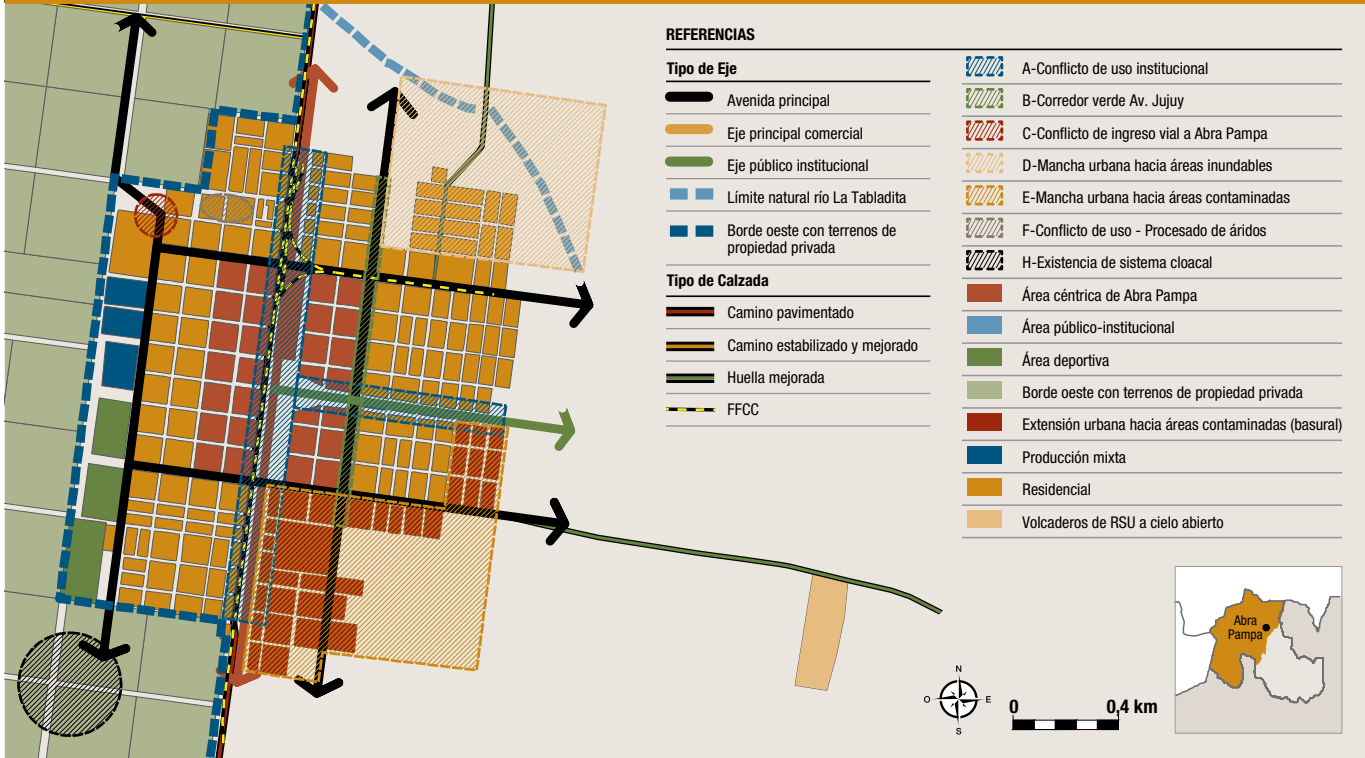 REFERENCIAS
Tipo de Eje
Avenida principal
Eje principal comercial
Eje público institucional
Límite natural río La Tabladita
Borde oeste con terrenos de
propiedad privada
Tipo de Calzada
Camino pavimentado
Camino estabilizado y mejorado
Huella mejorada
FFCC
A-Conflicto de uso institucional
B-Corredor verde Av. Jujuy
C-Conflicto de ingreso vial a Abra Pampa
D-Mancha urbana hacia áreas inundables
E-Mancha urbana hacia áreas contaminadas
F-Conflicto de uso - Procesado de áridos
H-Existencia de sistema cloacal
Área céntrica de Abra Pampa
Área público-institucional
Área deportiva
Borde oeste con terrenos de propiedad privada
Extensión urbana hacia áreas contaminadas (basural)
Producción mixta
Residencial
Volcaderos de RSU a cielo abierto
Abra
Pampa
N
O
E
S
0
0,4 km